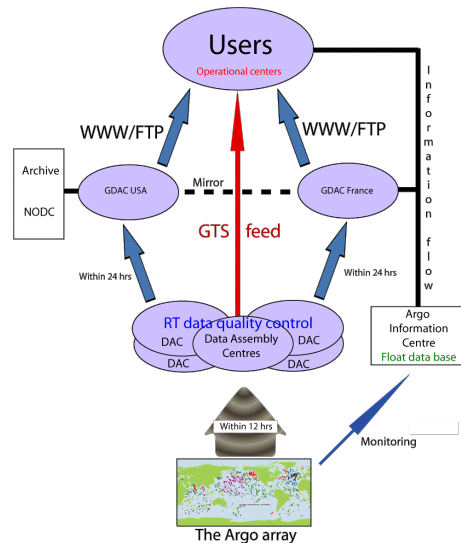 Users
Operational centers
WWW/FTP
WWW/FTP
Information flow
Archive
NODC
GDAC USA
Mirror
GDAC France
GTS feed
Within 24 hrs
Within 24 hrs
RT data quality control
DAC
Data Assembly
Centres
DAC
DAC
DAC
Argo
Information
Centre
Float data base
Within 12 hrs
Monitoring
The Argo array